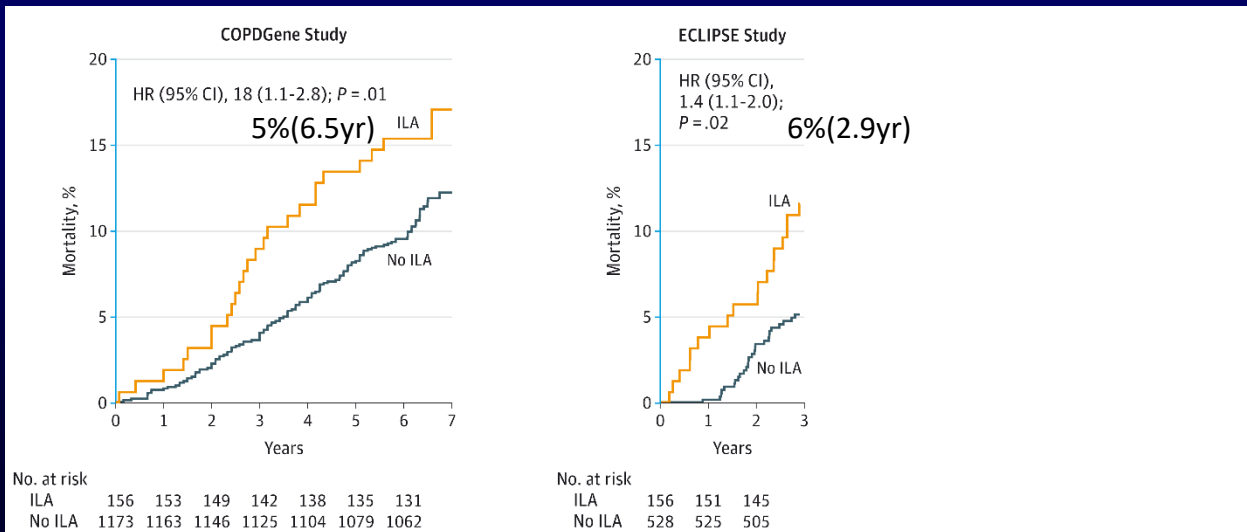 COPDGene Study
20
15
10
5
0
Mortality, %
HR (95% CI), 18 (1.1-2.8); P = .01
5%(6.5yr)
ILA
No ILA
0 1 2 3 4 5 6 7
Years
No. at risk
ILA 156 153 149 142 138 135 131
No ILA 1173 1163 1146 1125 1104 1079 1062
ECLIPSE Study
20
15
10
5
0
Mortality, %
HR (95% CI),
1.4 (1.1-2.0);
P = .02
6%(2.9yr)
ILA
No ILA
0 1 2 3
Years
No. at risk
ILA 156 151 145
No ILA 528 525 505